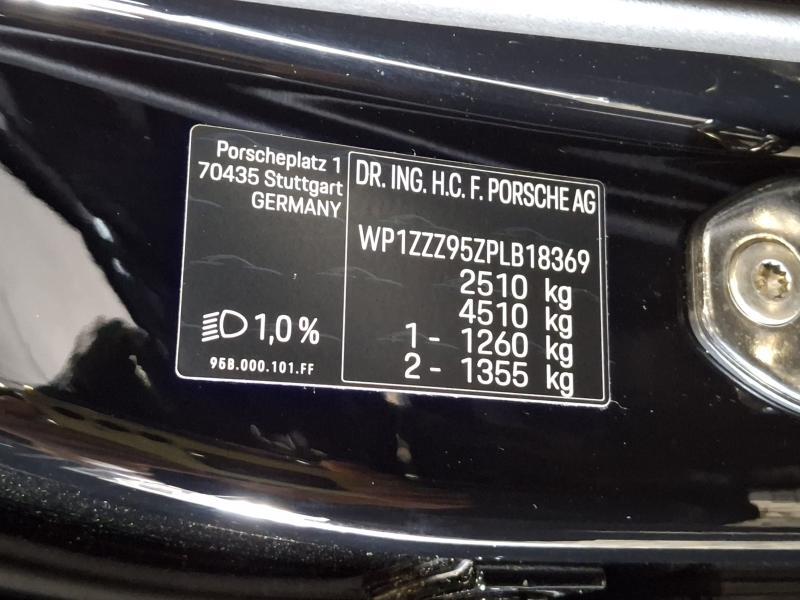 Porscheplatz 1
70435 Stuttgart
GERMANY
1,0 %
95B.000.101.FF
DR. ING. H.C. F. PORSCHE AG
WP1ZZZ95ZPLB18369
2510 kg
4510 kg
1 - 1260 kg
2 - 1355 kg